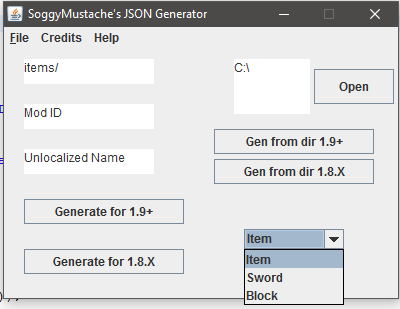 SoggyMustache's JSON Generator
File Credits Help
items/
C:\
Open
Mod ID
Gen from dir 1.9+
Unlocalized Name
Gen from dir 1.8.X
Generate for 1.9+
Item
Generate for 1.8.X
Item
Sword
Block